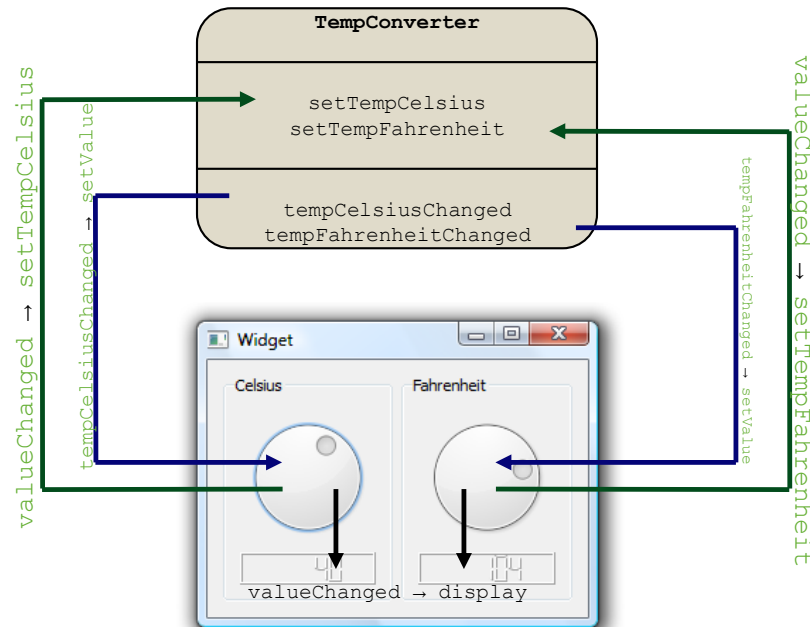 TempConverter
setTempCelsius
setTempFahrenheit
tempCelsiusChanged
tempFahrenheitChanged
valueChanged → setTempCelsius
tempCelsiusChanged → setValue
tempFahrenheitChanged → setValue
valueChanged → setTempFahrenheit
Widget
Celsius
Fahrenheit
40
104
valueChanged → display